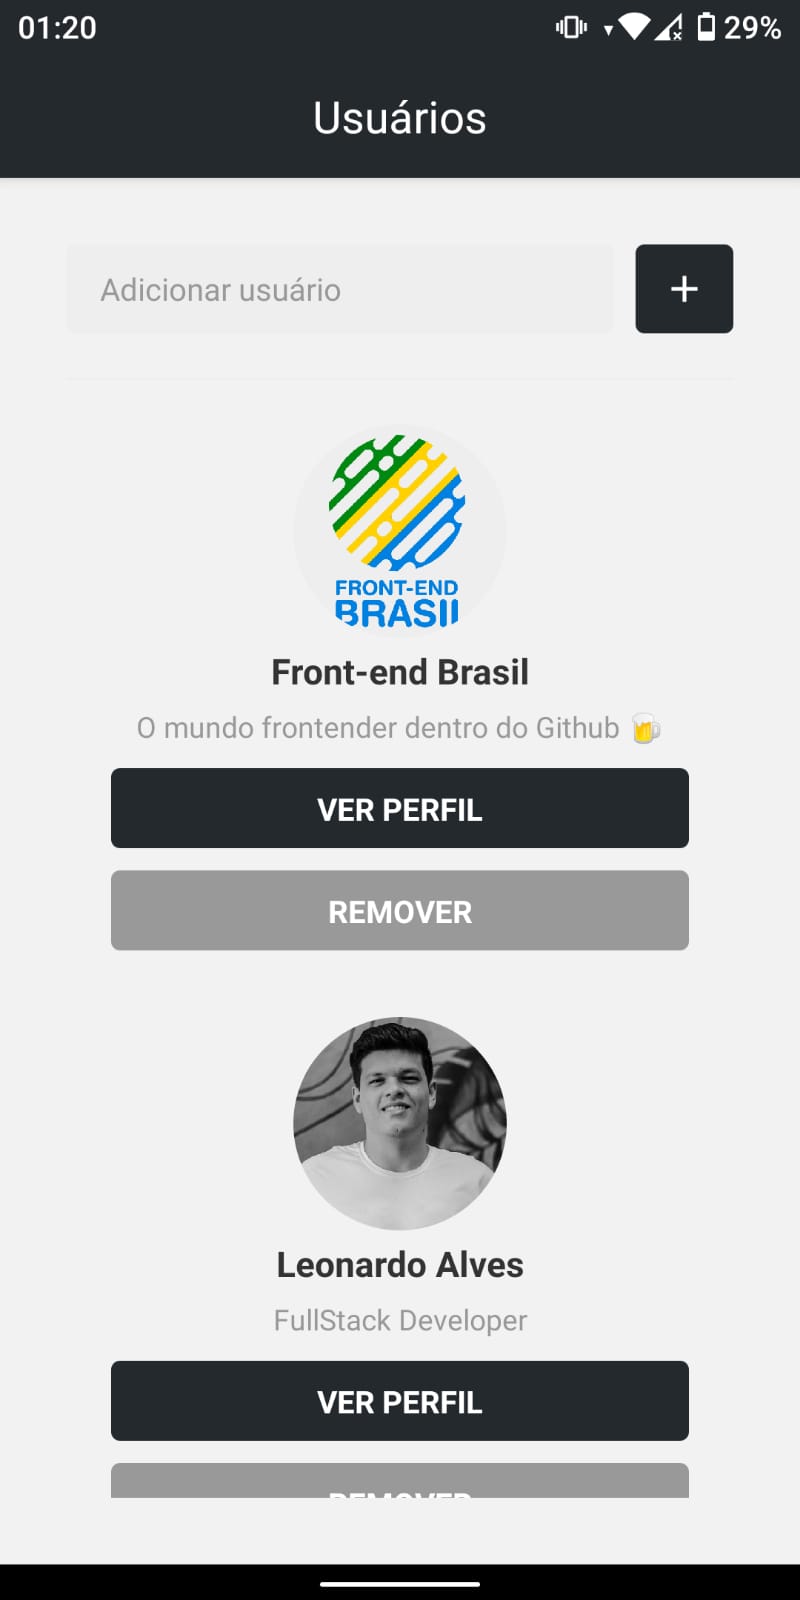 01:20 29%
Usuários
Adicionar usuário
+
FRONT-END
BRASIL
Front-end Brasil
O mundo frontender dentro do Github 🍺
VER PERFIL
REMOVER
Leonardo Alves
FullStack Developer
VER PERFIL
REMOVER